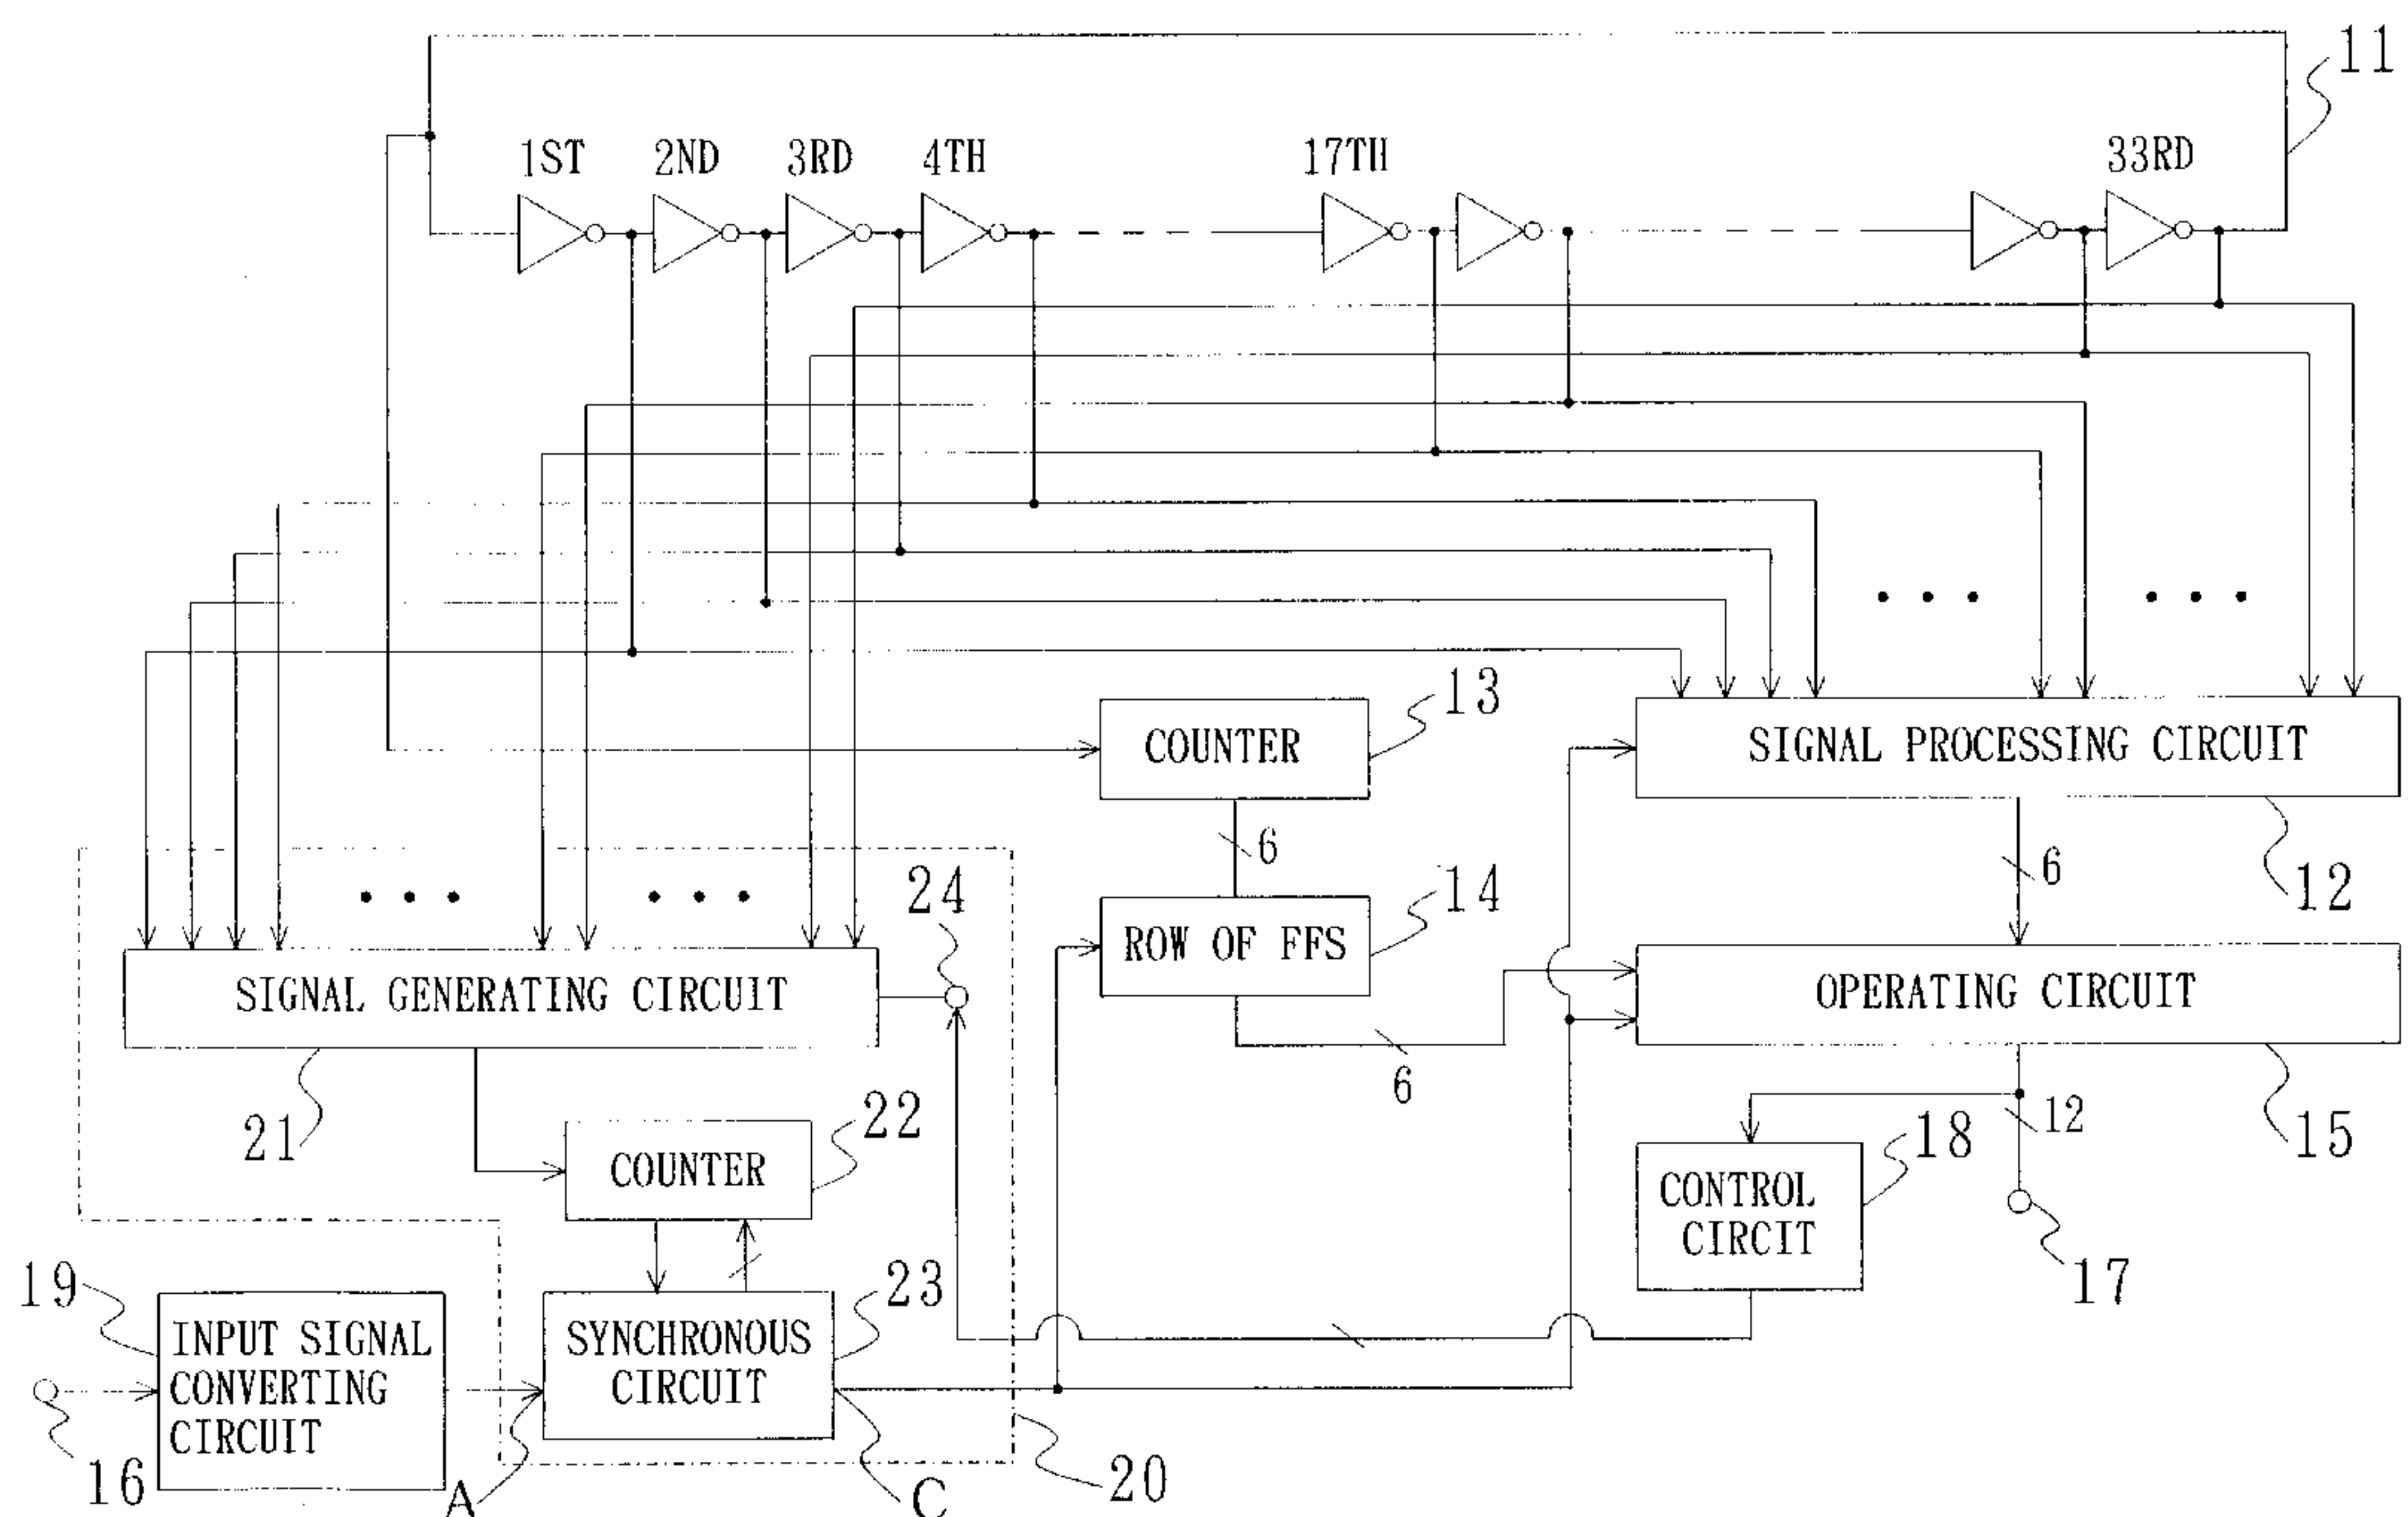 11
1ST 2ND 3RD 4TH 17TH 33RD
13
COUNTER
SIGNAL PROCESSING CIRCUIT
6
6
12
24
14
ROW OF FFS
SIGNAL GENERATING CIRCUIT
OPERATING CIRCUIT
6
21
22
COUNTER
12
18
15
CONTROL
CIRCIT
17
19
23
INPUT SIGNAL
CONVERTING
CIRCUIT
SYNCHRONOUS
CIRCUIT
16
A
C
20